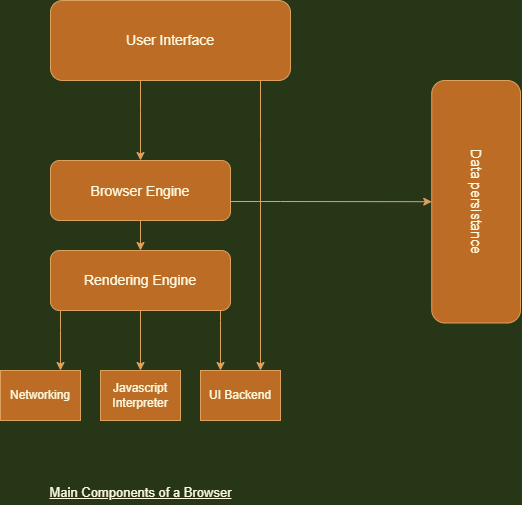 User Interface
Browser Engine
Data persistance
Rendering Engine
Networking
Javascript
Interpreter
UI Backend
Main Components of a Browser